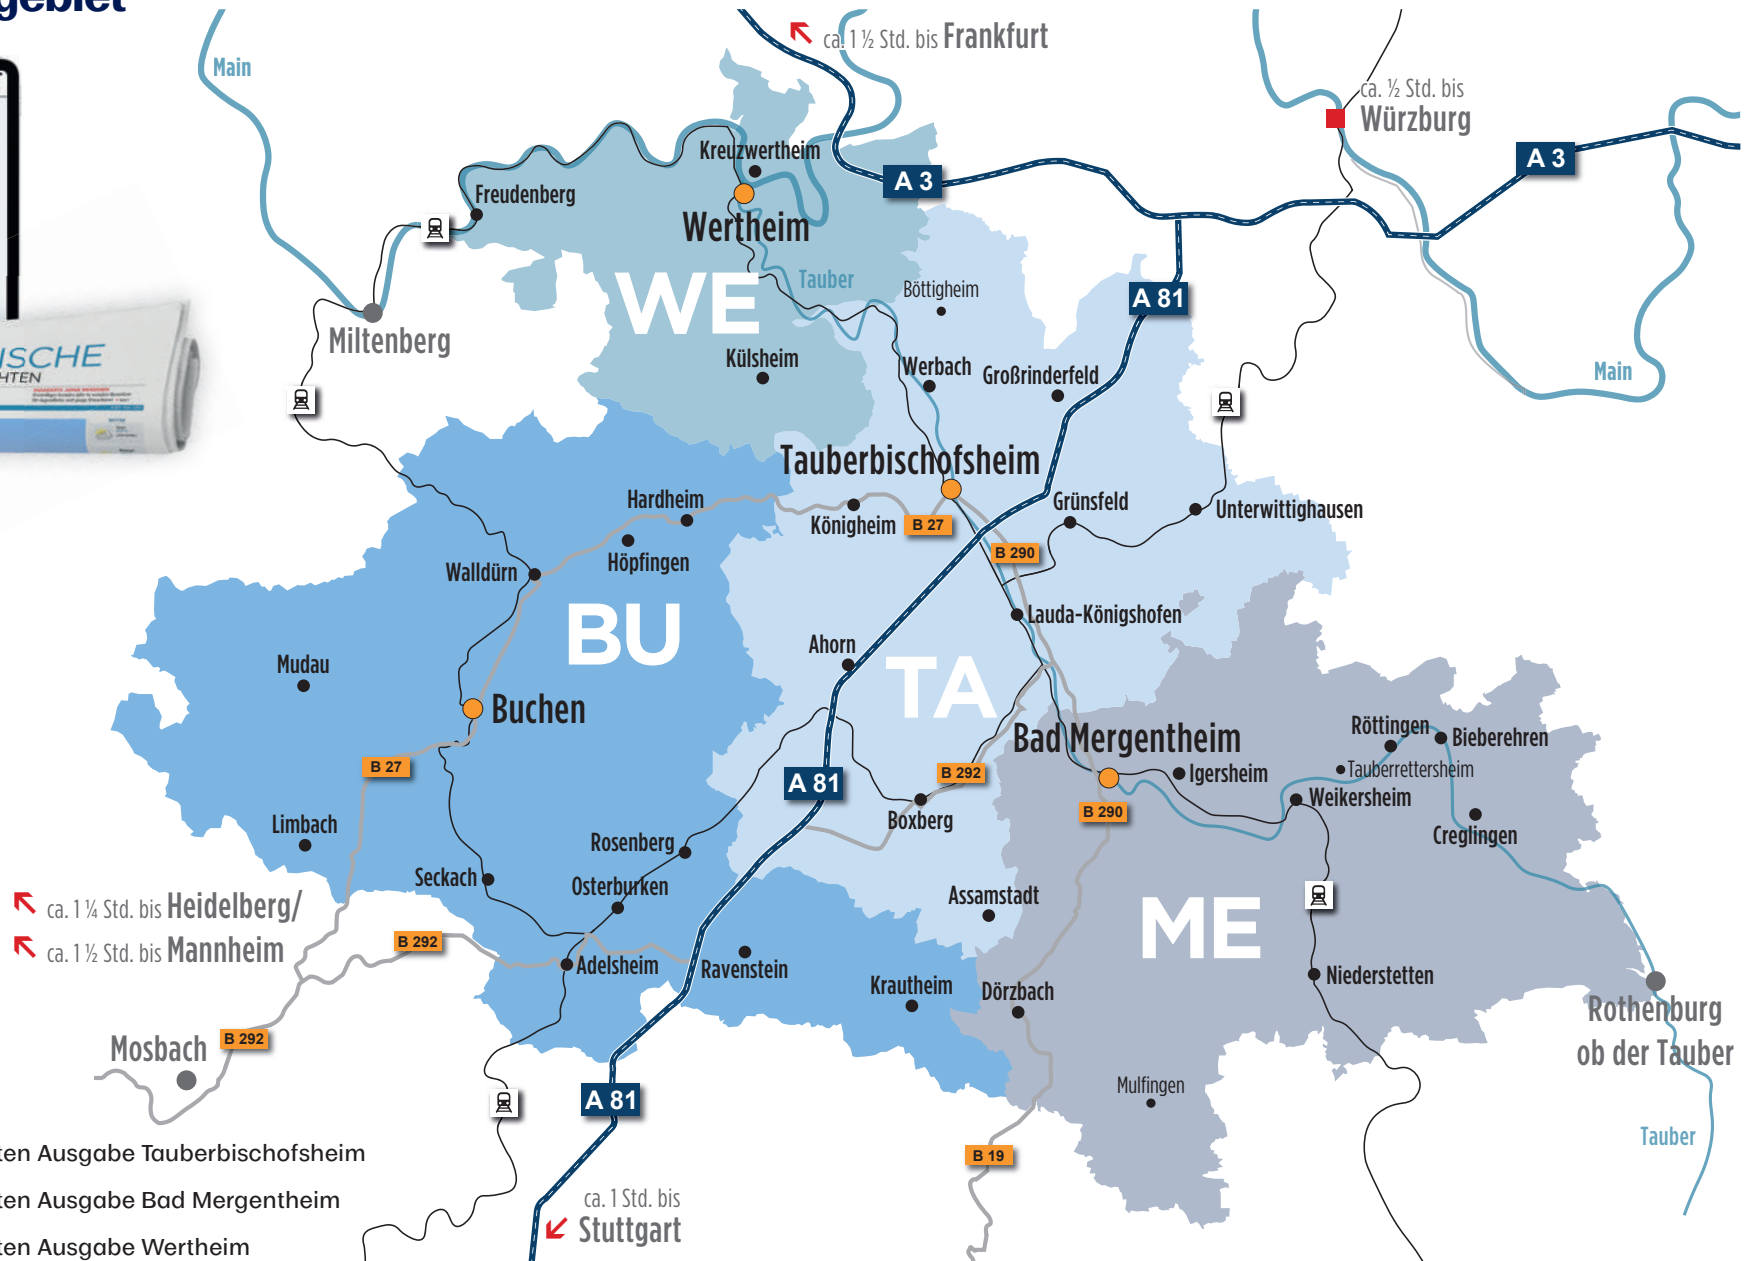 gebiet
ca. 1 ½ Std. bis Frankfurt
Main
ca. ½ Std. bis
Würzburg
Kreuzwertheim
A 3
A 3
Freudenberg
Wertheim
WE
Tauber
Böttigheim
A 81
Miltenberg
ISCHE
HTEN
Külsheim
Werbach
Großrinderfeld
Main
Tauberbischofsheim
Hardheim
Königheim
B 27
Grünsfeld
Unterwittighausen
Höpfingen
B 290
Walldürn
BU
Lauda-Königshofen
Ahorn
Mudau
TA
Buchen
Bad Mergentheim
Röttingen
Bieberehren
B 27
A 81
B 292
Igersheim
Tauberrettersheim
Weikersheim
B 290
Limbach
Boxberg
Creglingen
Rosenberg
Seckach
Osterburken
Assamstadt
ca. 1 ¼ Std. bis Heidelberg/
ca. 1 ½ Std. bis Mannheim
B 292
ME
Adelsheim
Ravenstein
Krautheim
Dörzbach
Niederstetten
Rothenburg
ob der Tauber
Mosbach
B 292
Mulfingen
A 81
Tauber
B 19
ten Ausgabe Tauberbischofsheim
ten Ausgabe Bad Mergentheim
ten Ausgabe Wertheim
ca. 1 Std. bis
Stuttgart